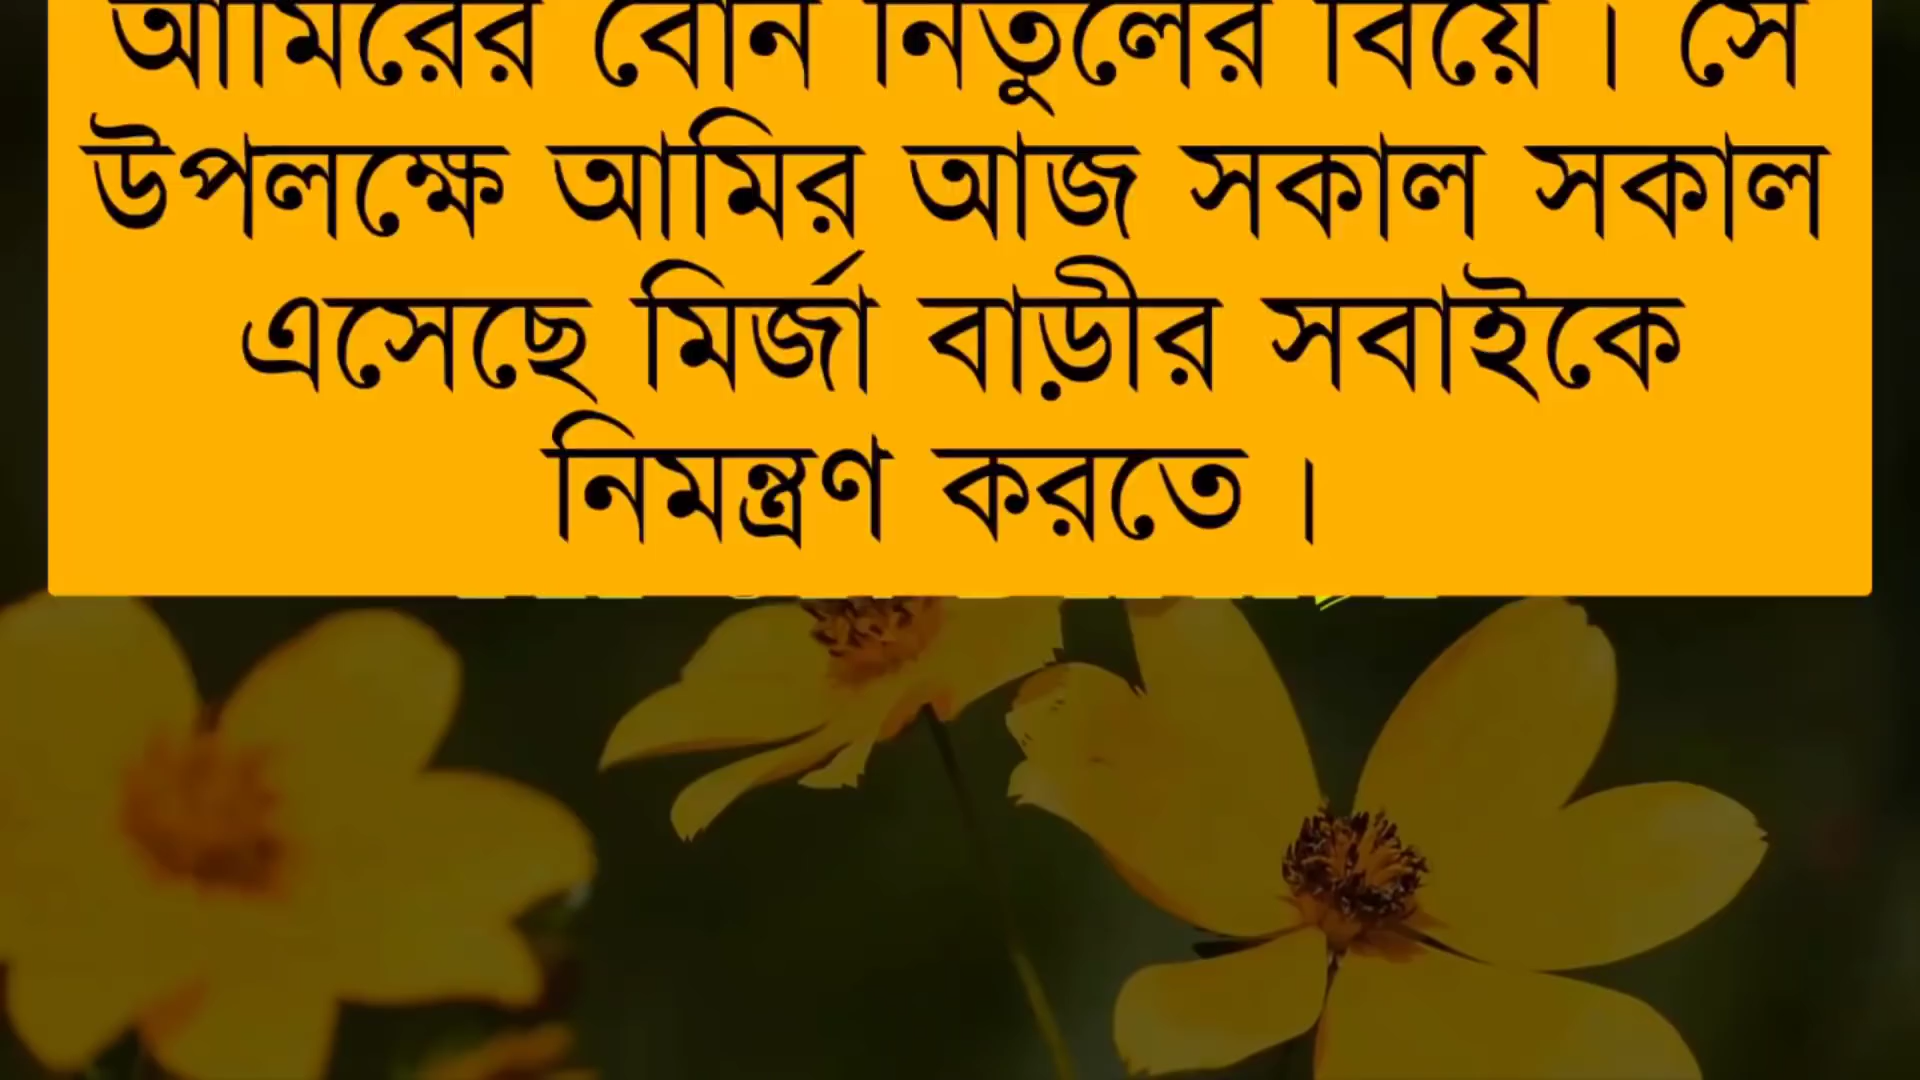 আমিরের বোন নিতুলের বিয়ে। সে
উপলক্ষে আমির আজ সকাল সকাল
এসেছে মির্জা বাড়ীর সবাইকে
নিমন্ত্রণ করতে।